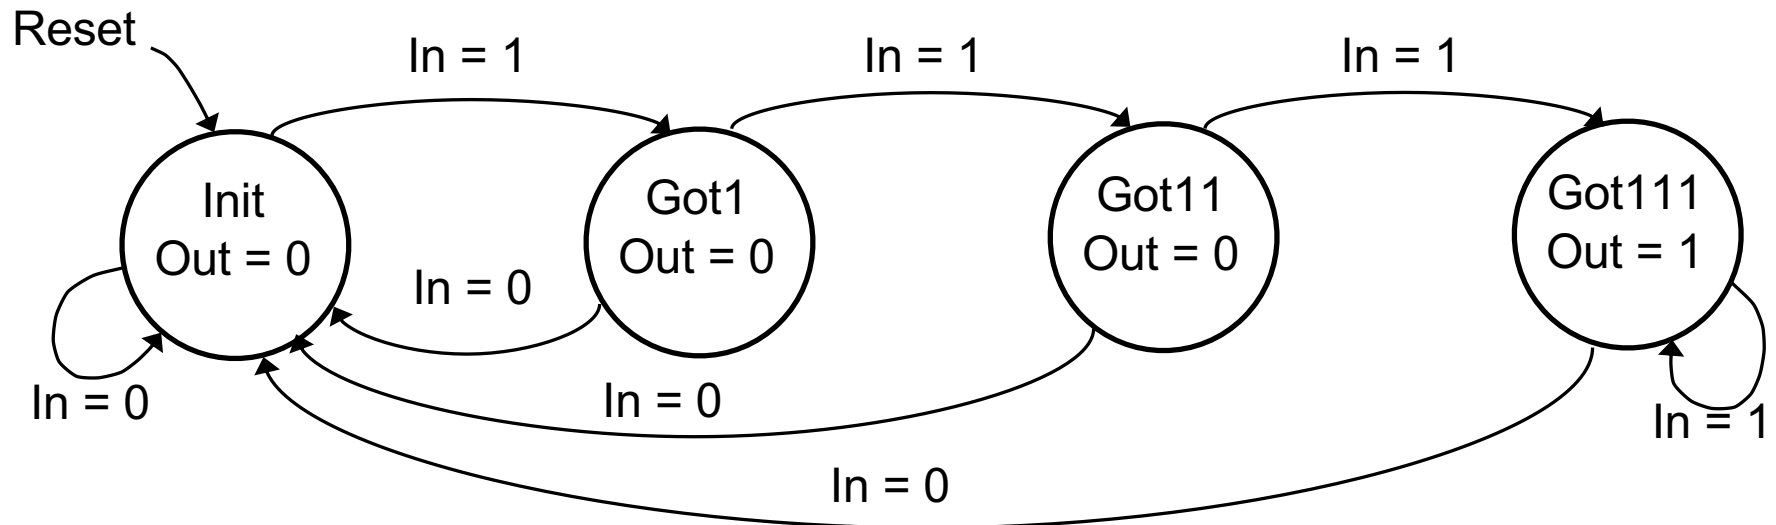 Reset
In = 1
In = 1
In = 1
Init
Out = 0
Got1
Out = 0
Got11
Out = 0
Got111
Out = 1
In = 0
In = 0
In = 0
In = 1
In = 0